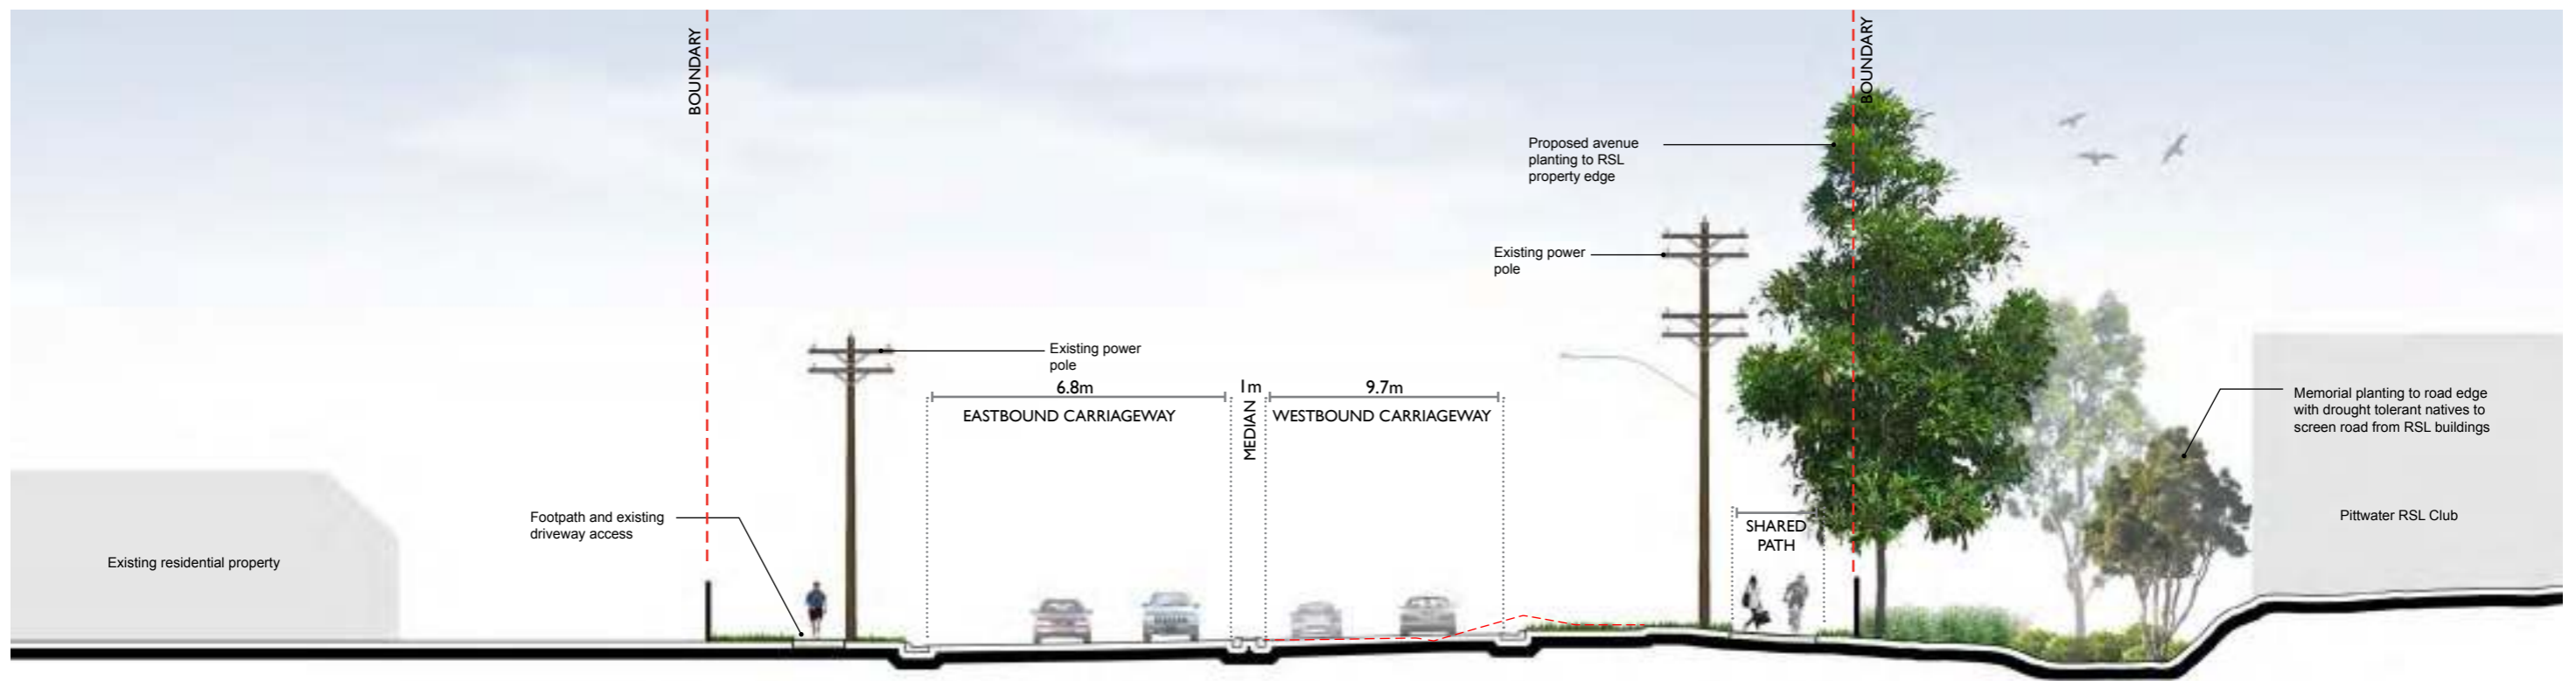 BOUNDARY
BOUNDARY
Proposed avenue
planting to RSL
property edge
Existing power
pole
Existing power
pole
6.8m
1m
9.7m
EASTBOUND CARRIAGEWAY
MEDIAN
WESTBOUND CARRIAGEWAY
Memorial planting to road edge
with drought tolerant natives to
screen road from RSL buildings
Footpath and existing
driveway access
SHARED
PATH
Pittwater RSL Club
Existing residential property